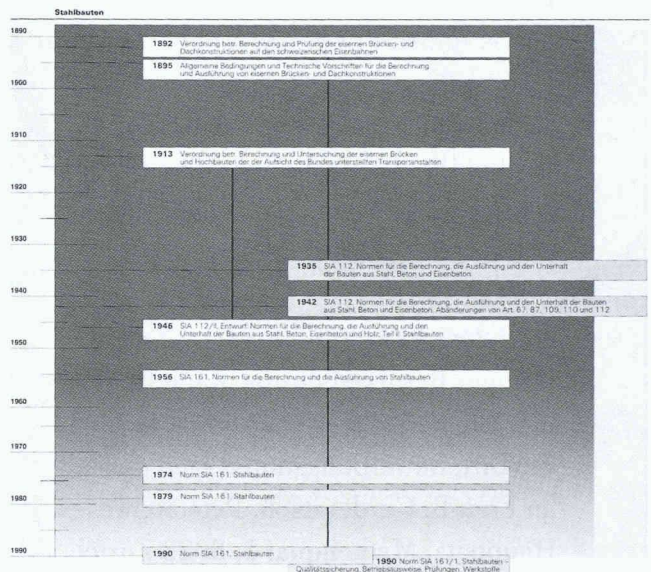 Stahlbauten
1890
1892 Verordnung betr. Berechnung und Prüfung der eisernen Brücken- und
Dachkonstruktionen auf den schweizerischen Eisenbahnen
1895 Allgemeine Bedingungen und Technische Vorschriften für die Berechnung
und Ausführung von eisernen Brücken- und Dachkonstruktionen
1900
1910
1913 Verordnung betr. Berechnung und Untersuchung der eisernen Brücken
und Hochbauten der der Aufsicht des Bundes unterstellten Transportanstalten
1920
1930
1935 SIA 112, Normen für die Berechnung, die Ausführung und den Unterhalt
der Bauten aus Stahl, Beton und Eisenbeton
1940
1942 SIA 112, Normen für die Berechnung, die Ausführung und den Unterhalt der Bauten
aus Stahl, Beton und Eisenbeton, Abänderungen von Art. 67, 87, 109, 110 und 112
1946 SIA 112/II, Entwurf: Normen für die Berechnung, die Ausführung und den
Unterhalt der Bauten aus Stahl, Beton, Eisenbeton und Holz, Teil II: Stahlbauten
1950
1956 SIA 161, Normen für die Berechnung und die Ausführung von Stahlbauten
1960
1970
1974 Norm SIA 161, Stahlbauten
1979 Norm SIA 161, Stahlbauten
1980
1990
1990 Norm SIA 161, Stahlbauten
1990 Norm SIA 161/1, Stahlbauten –
Qualitätssicherung, Betriebsausweise, Prüfungen, Werkstoffe